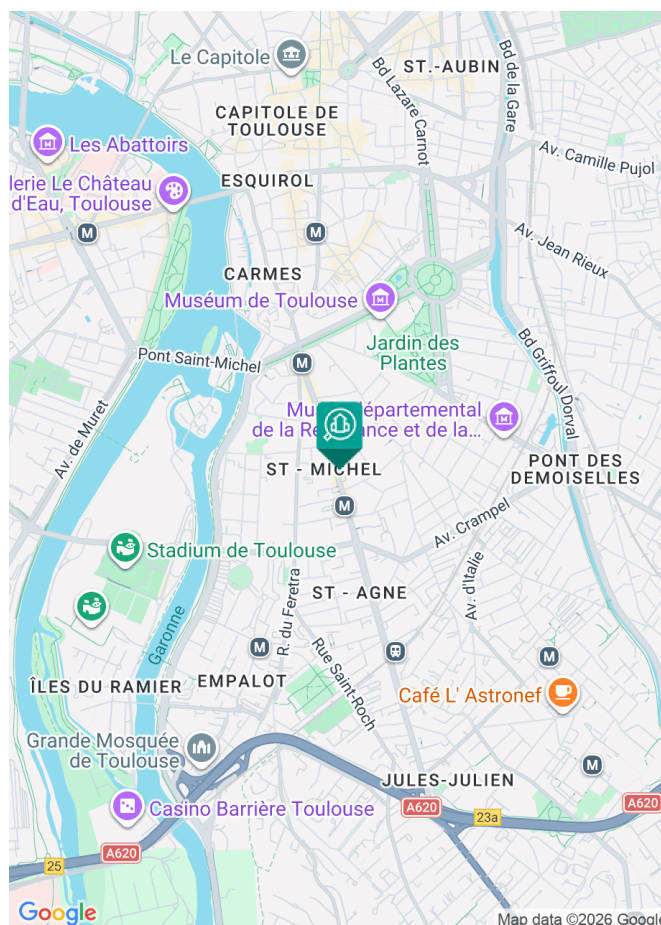 Le Capitole
ST.-AUBIN
Bd de la Gare
Bd Lazare Carnot
CAPITOLE DE
TOULOUSE
Les Abattoirs
Av. Camille Pujol
lerie Le Château
d'Eau, Toulouse
ESQUIROL
M
M
Av. Jean Rieux
CARMES
Muséum de Toulouse
Jardin des
Plantes
Pont Saint-Michel
M
Bd Griffoul Dorval
Av. de Muret
départemental
de la
ance et de la...
ST - MICHEL
PONT DES
DEMOISELLES
M
Av. Crampel
Stadium de Toulouse
Av. d'Italie
ST - AGNE
R. du Feretra
Garonne
M
Rue Saint-Roch
M
ÎLES DU RAMIER
EMPALOT
Café L' Astronef
Grande Mosquée
de Toulouse
M
JULES-JULIEN
Casino Barrière Toulouse
A620
A620
23a
A620
25
Google
Map data ©2026 Google